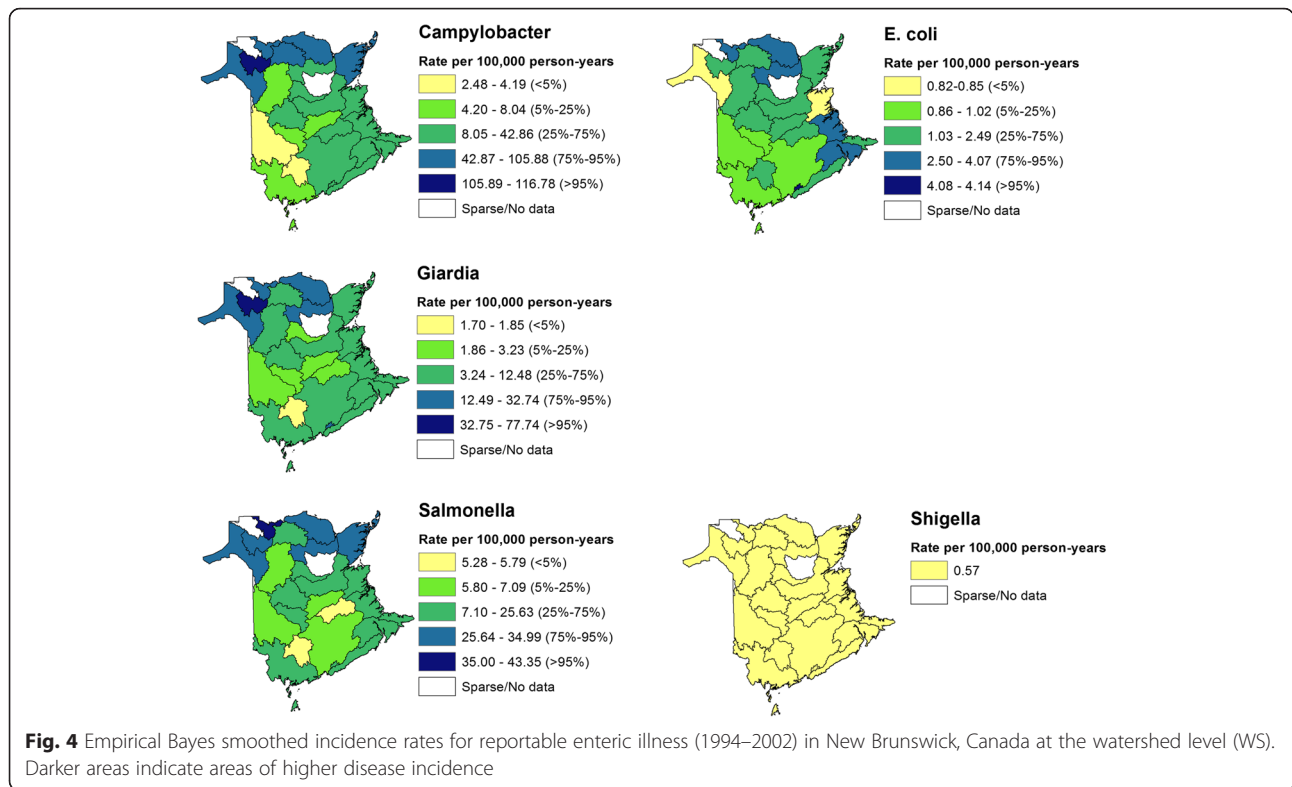 Campylobacter
Rate per 100,000 person-years
2.48 - 4.19 (<5%)
4.20 - 8.04 (5%-25%)
8.05 - 42.86 (25%-75%)
42.87 - 105.88 (75%-95%)
105.89 - 116.78 (>95%)
Sparse/No data
E. coli
Rate per 100,000 person-years
0.82-0.85 (<5%)
0.86 - 1.02 (5%-25%)
1.03 - 2.49 (25%-75%)
2.50 - 4.07 (75%-95%)
4.08 - 4.14 (>95%)
Sparse/No data
Giardia
Rate per 100,000 person-years
1.70 - 1.85 (<5%)
1.86 - 3.23 (5%-25%)
3.24 - 12.48 (25%-75%)
12.49 - 32.74 (75%-95%)
32.75 - 77.74 (>95%)
Sparse/No data
Salmonella
Rate per 100,000 person-years
5.28 - 5.79 (<5%)
5.80 - 7.09 (5%-25%)
7.10 - 25.63 (25%-75%)
25.64 - 34.99 (75%-95%)
35.00 - 43.35 (>95%)
Sparse/No data
Shigella
Rate per 100,000 person-years
0.57
Sparse/No data
Fig. 4 Empirical Bayes smoothed incidence rates for reportable enteric illness (1994–2002) in New Brunswick, Canada at the watershed level (WS).
Darker areas indicate areas of higher disease incidence